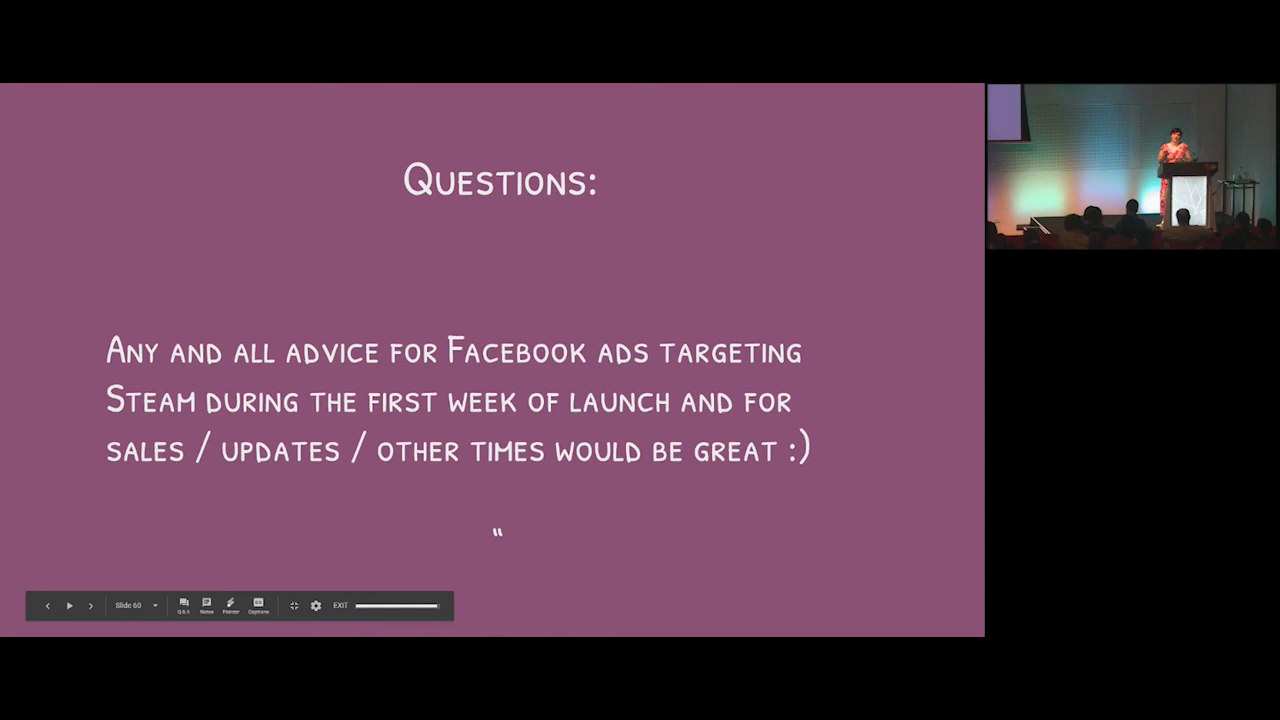 Questions:
Any and all advice for Facebook ads targeting
Steam during the first week of launch and for
sales / updates / other times would be great :)
“
Slide 60
Q&A Notes Pointer Captions
EXIT